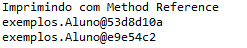 Imprimindo com Method Reference
exemplos.Aluno@53d8d10a
exemplos.Aluno@e9e54c2